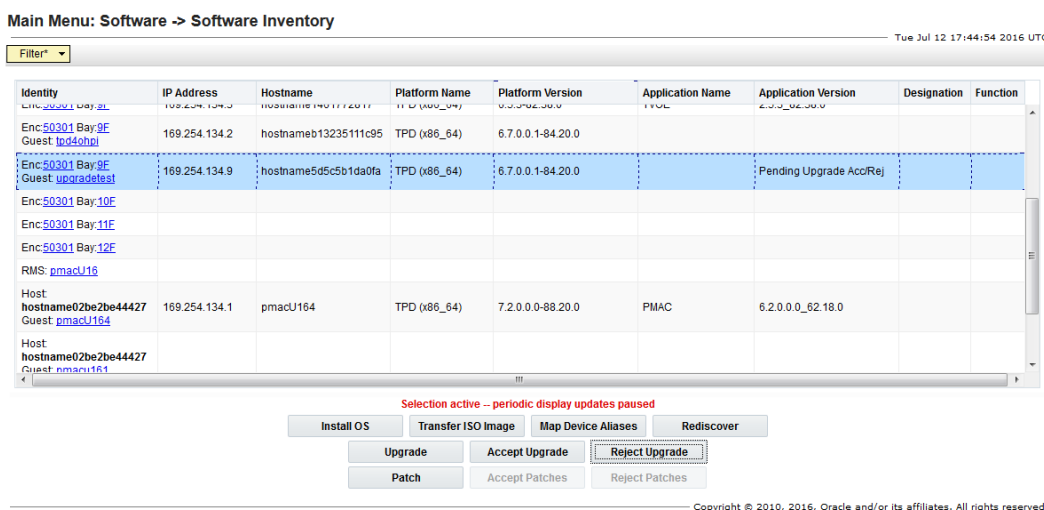 Main Menu: Software -> Software Inventory
Tue Jul 12 17:44:54 2016 UTC
Filter*
Identity IP Address Hostname Platform Name Platform Version Application Name Application Version Designation Function
Enc:50301 Bay:9F
Guest: tpd4ohpi 169.254.134.2 hostnameb13235111c95 TPD (x86_64) 6.7.0.0.1-84.20.0
Enc:50301 Bay:9F
Guest: upgradetest 169.254.134.9 hostname5d5c5b1da0fa TPD (x86_64) 6.7.0.0.1-84.20.0 Pending Upgrade Acc/Rej
Enc:50301 Bay:10F
Enc:50301 Bay:11F
Enc:50301 Bay:12F
RMS: pmacU16
Host:
hostname02be2be44427
Guest: pmacU164 169.254.134.1 pmacU164 TPD (x86_64) 7.2.0.0.0-88.20.0 PMAC 6.2.0.0.0_62.18.0
Host:
hostname02be2be44427
Guest: pmacu161
Selection active -- periodic display updates paused
Install OS Transfer ISO Image Map Device Aliases Rediscover
Upgrade Accept Upgrade Reject Upgrade
Patch Accept Patches Reject Patches
Copyright © 2010, 2016, Oracle and/or its affiliates. All rights reserved.